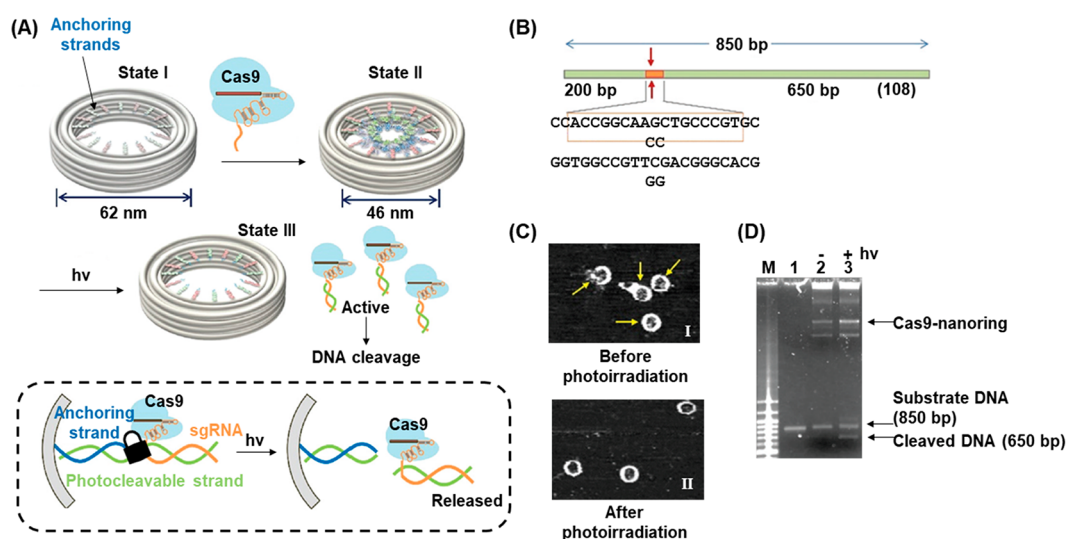 (A)
Anchoring
strands
State I
Cas9
State II
62 nm
46 nm
State III
hv
Active
DNA cleavage
Cas9
Anchoring
strand
sgRNA
Photocleavable strand
hv
Cas9
Released
(B)
850 bp
200 bp
650 bp
(108)
CCACCGGCAAGCTGCCCGTGC
CC
GGTGGCCGTTCGACGGGCACG
GG
(C)
I
Before
photoirradiation
II
After
photoirradiation
(D)
- + hv
M 1 2 3
Cas9-nanoring
Substrate DNA
(850 bp)
Cleaved DNA (650 bp)